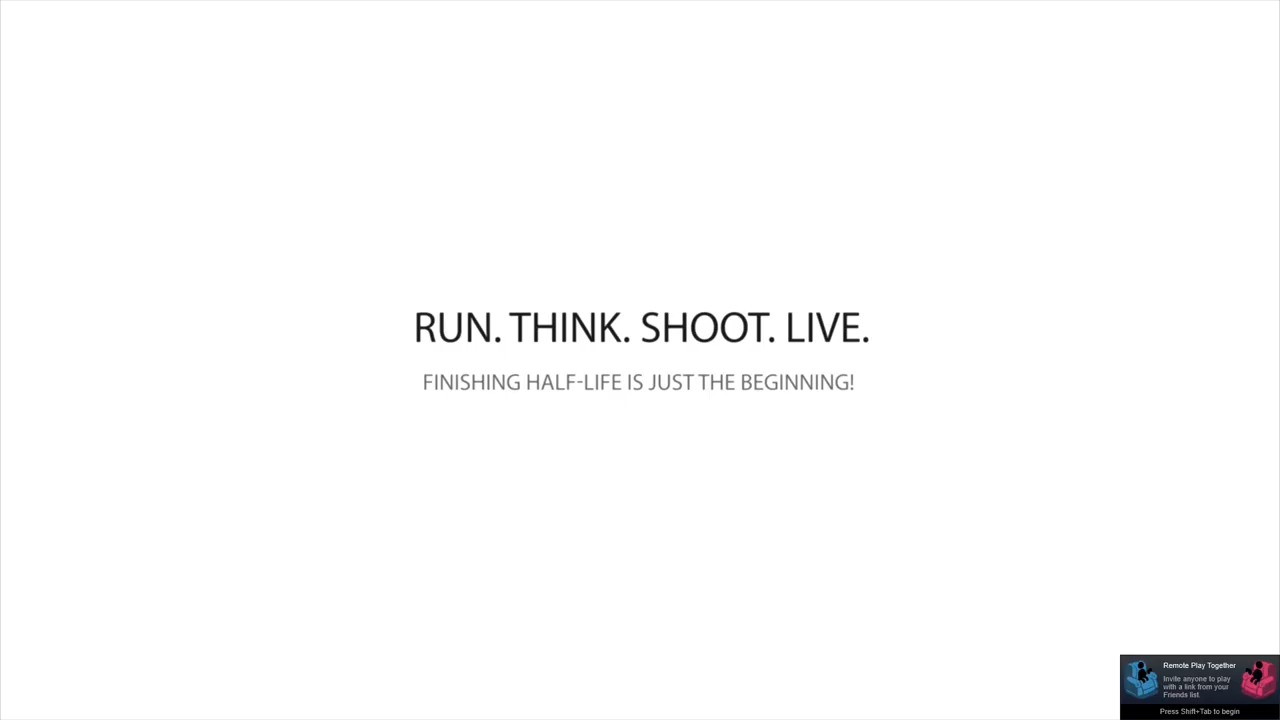 RUN. THINK. SHOOT. LIVE.
FINISHING HALF-LIFE IS JUST THE BEGINNING!
Remote Play Together
Invite anyone to play
with a link from your
Friends list.
Press Shift+Tab to begin